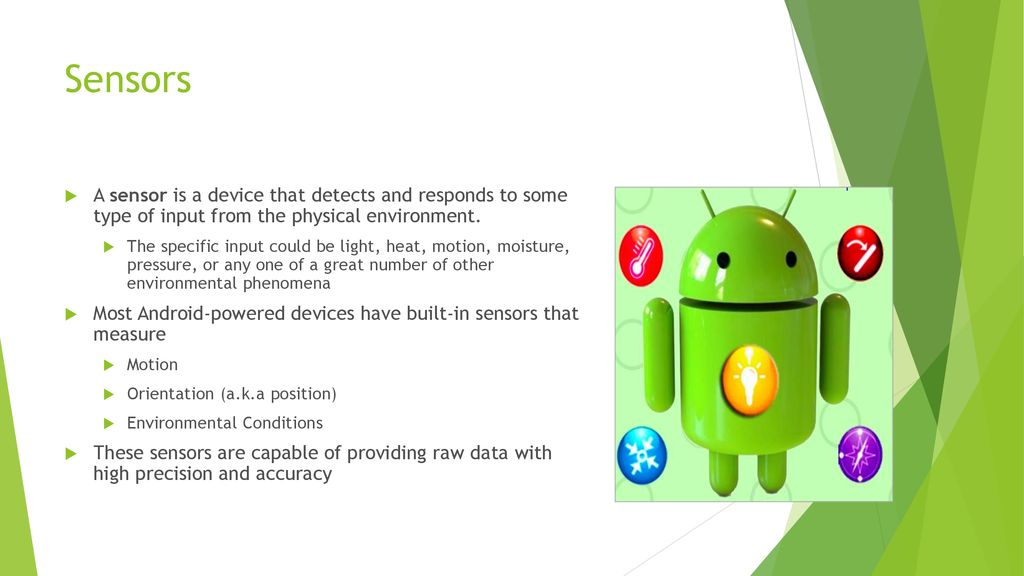 Sensors
A sensor is a device that detects and responds to some
type of input from the physical environment.
The specific input could be light, heat, motion, moisture,
pressure, or any one of a great number of other
environmental phenomena
Most Android-powered devices have built-in sensors that
measure
Motion
Orientation (a.k.a position)
Environmental Conditions
These sensors are capable of providing raw data with
high precision and accuracy